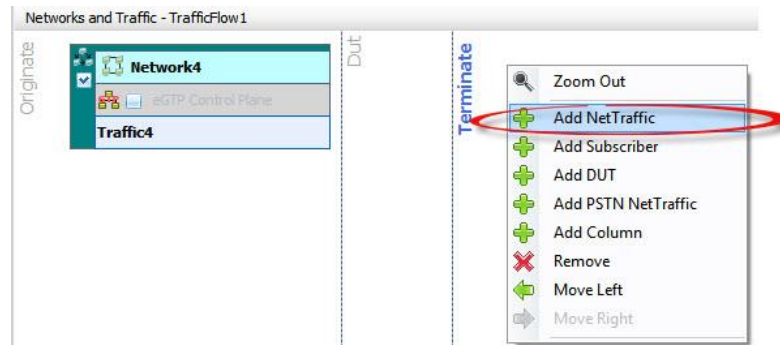 Networks and Traffic - TrafficFlow1
Originate
Network4
eGTP Control Plane
Traffic4
Dut
Terminate
Zoom Out
Add NetTraffic
Add Subscriber
Add DUT
Add PSTN NetTraffic
Add Column
Remove
Move Left
Move Right